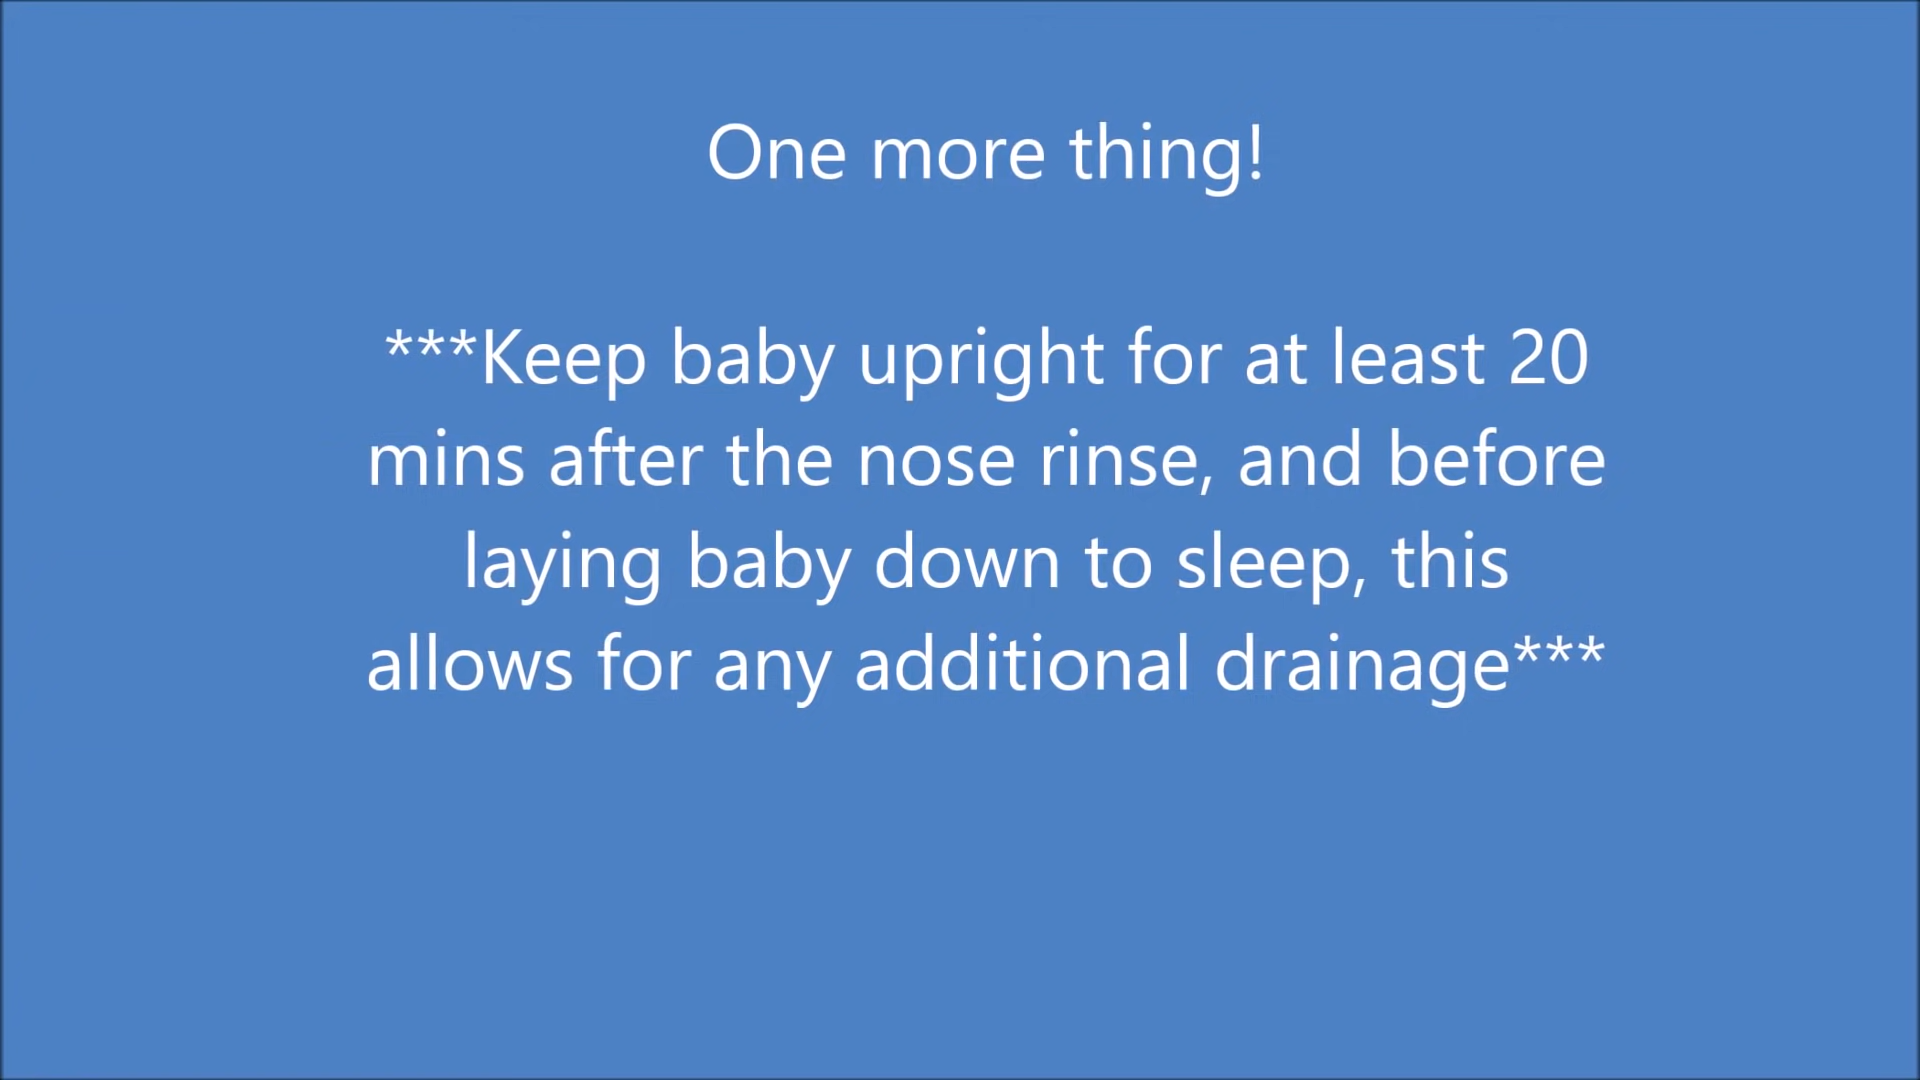 One more thing!
***Keep baby upright for at least 20
mins after the nose rinse, and before
laying baby down to sleep, this
allows for any additional drainage***